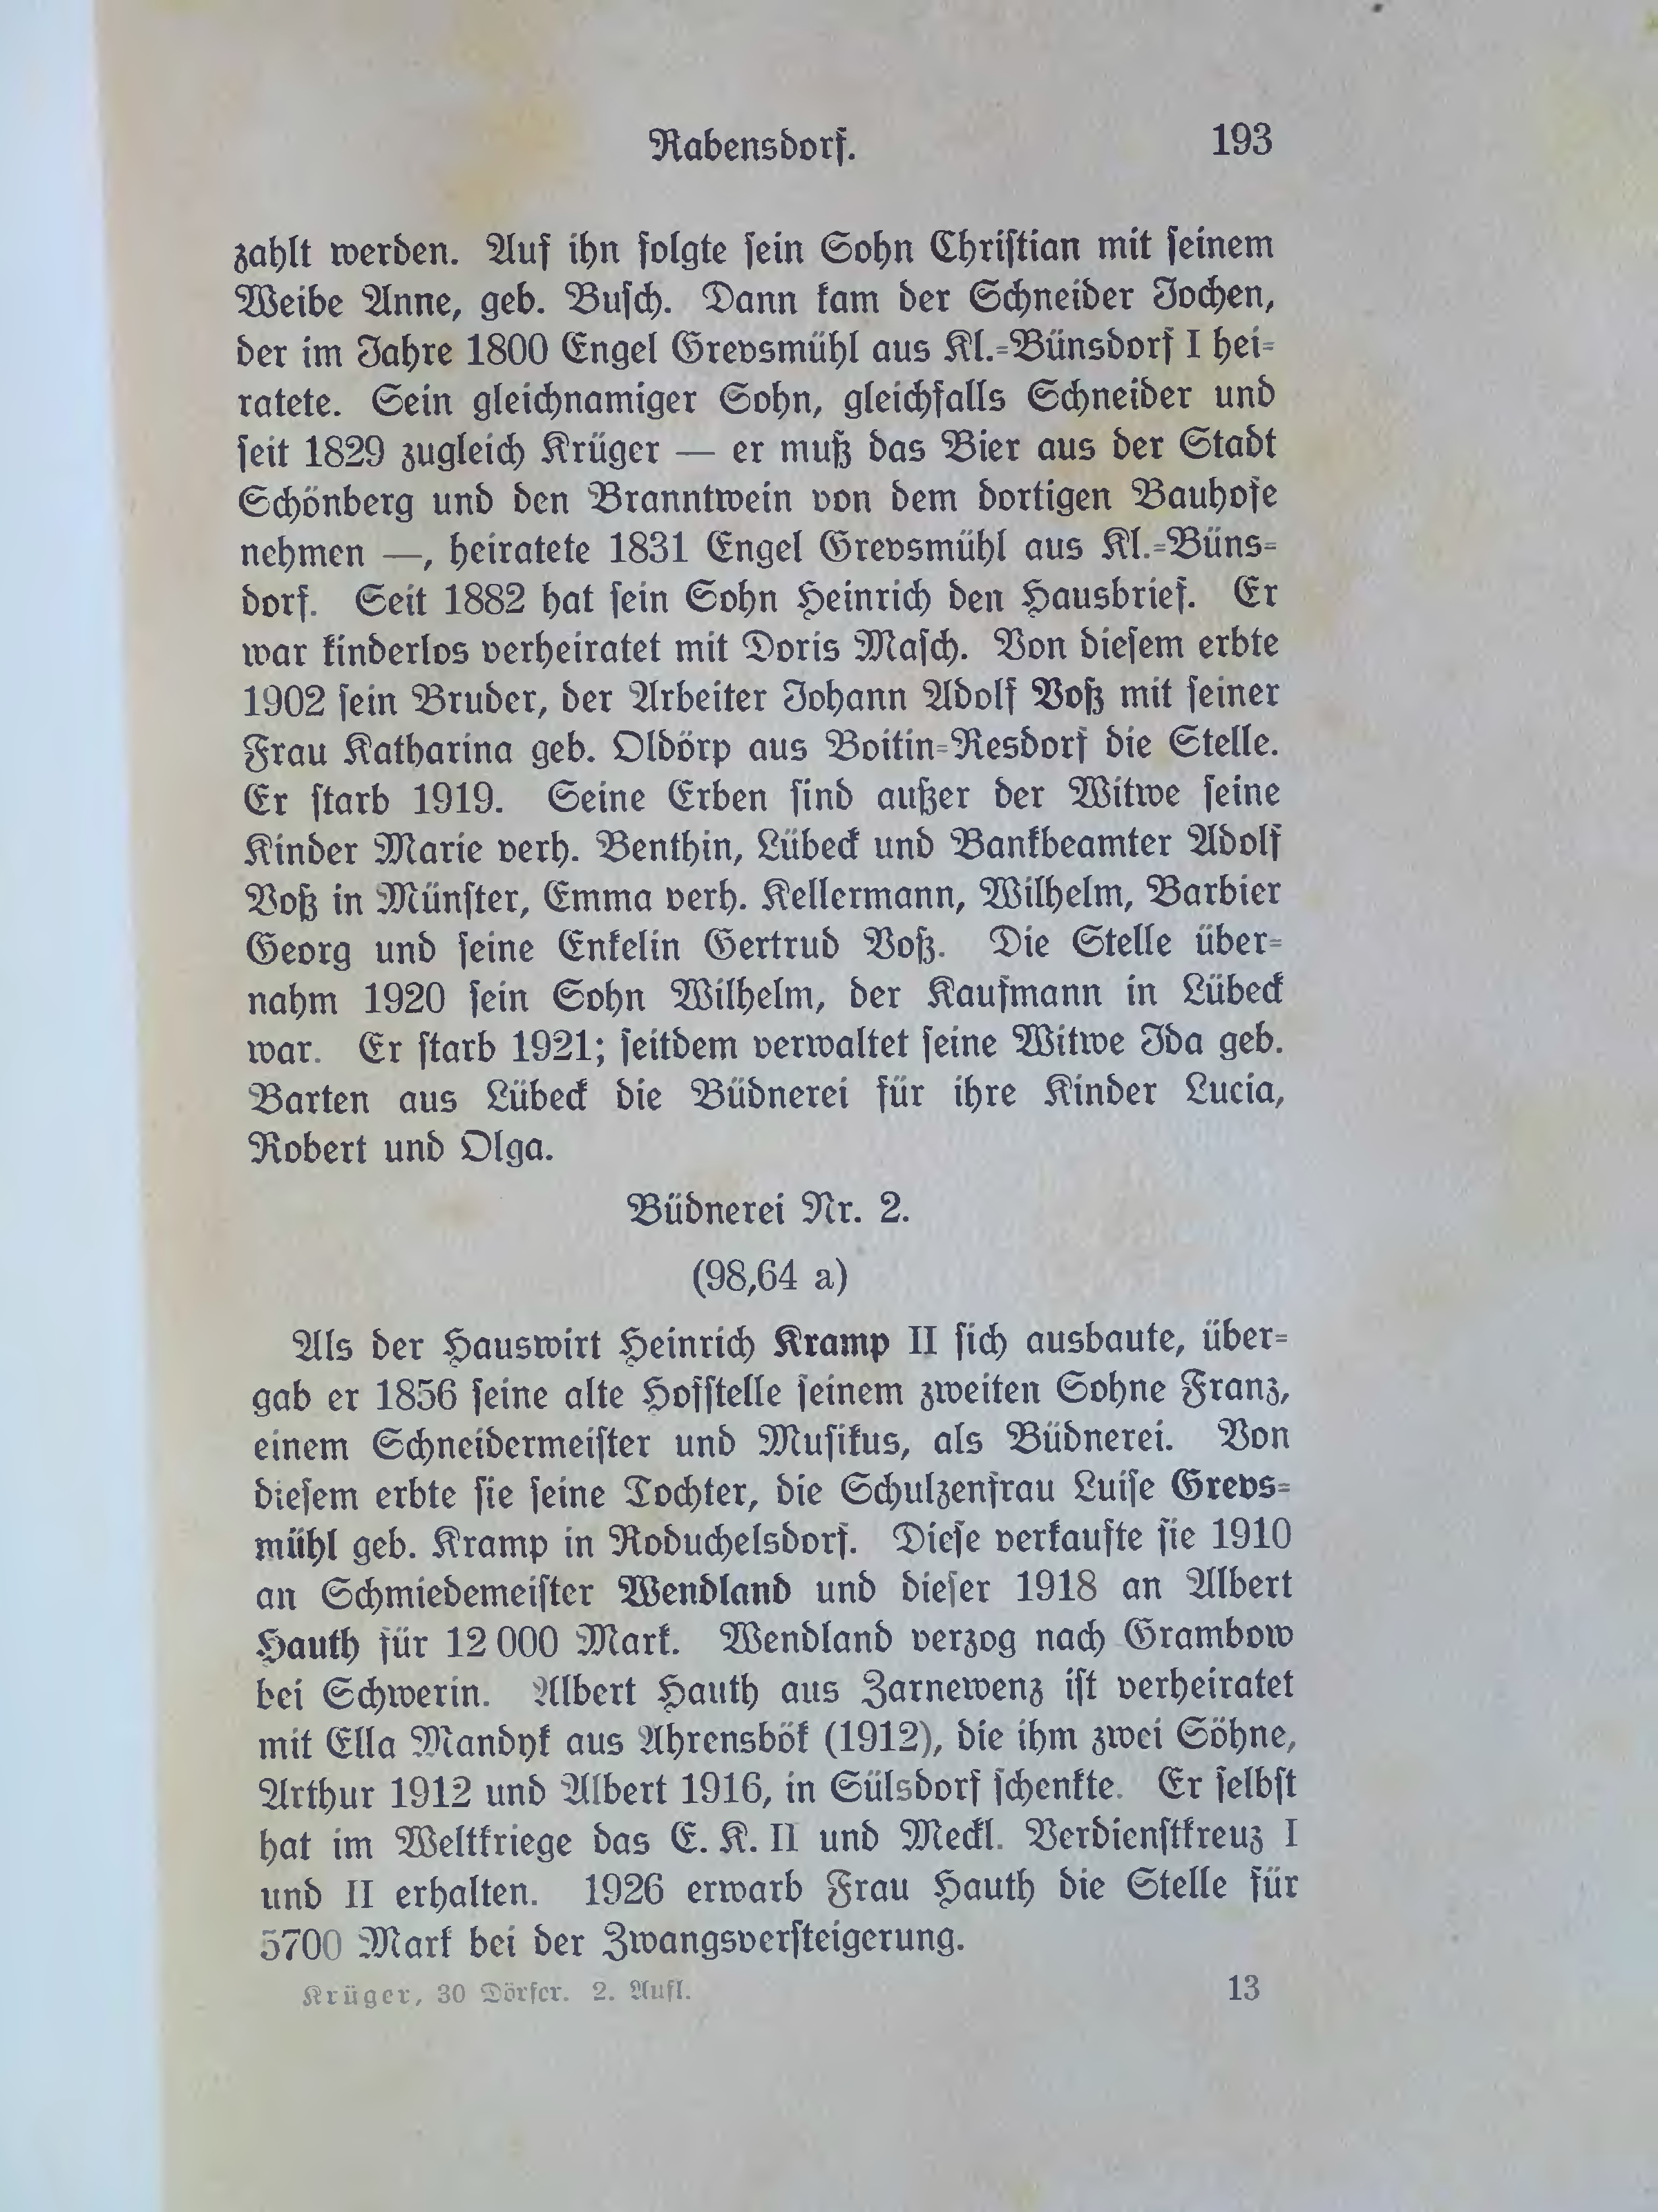 Rabensdorf. 193
zahlt werden. Auf ihn folgte sein Sohn Christian mit seinem
Weibe Anne, geb. Busch. Dann kam der Schneider Jochen,
der im Jahre 1800 Engel Grevsmühl aus Kl.-Bünsdorf I hei-
ratete. Sein gleichnamiger Sohn, gleichfalls Schneider und
seit 1829 zugleich Krüger — er muß das Bier aus der Stadt
Schönberg und den Branntwein von dem dortigen Bauhofe
nehmen —, heiratete 1831 Engel Grevsmühl aus Kl.-Büns-
dorf. Seit 1882 hat sein Sohn Heinrich den Hausbrief. Er
war kinderlos verheiratet mit Doris Masch. Von diesem erbte
1902 sein Bruder, der Arbeiter Johann Adolf Voß mit seiner
Frau Katharina geb. Oldörp aus Boitin-Resdorf die Stelle.
Er starb 1919. Seine Erben sind außer der Witwe seine
Kinder Marie verh. Benthin, Lübeck und Bankbeamter Adolf
Voß in Münster, Emma verh. Kellermann, Wilhelm, Barbier
Georg und seine Enkelin Gertrud Voß. Die Stelle über-
nahm 1920 sein Sohn Wilhelm, der Kaufmann in Lübeck
war. Er starb 1921; seitdem verwaltet seine Witwe Ida geb.
Barten aus Lübeck die Büdnerei für ihre Kinder Lucia,
Robert und Olga.
Büdnerei Nr. 2.
(98,64 a)
Als der Hauswirt Heinrich Kramp II sich ausbaute, über-
gab er 1856 seine alte Hofstelle seinem zweiten Sohne Franz,
einem Schneidermeister und Musikus, als Büdnerei. Von
diesem erbte sie seine Tochter, die Schulzenfrau Luise Grevs-
mühl geb. Kramp in Roduchelsdorf. Diese verkaufte sie 1910
an Schmiedemeister Wendland und dieser 1918 an Albert
Hauth für 12 000 Mark. Wendland verzog nach Grambow
bei Schwerin. Albert Hauth aus Zarnewenz ist verheiratet
mit Ella Mandyk aus Ahrensbök (1912), die ihm zwei Söhne,
Arthur 1912 und Albert 1916, in Sülsdorf schenkte. Er selbst
hat im Weltkriege das E. K. II und Meckl. Verdienstkreuz I
und II erhalten. 1926 erwarb Frau Hauth die Stelle für
5700 Mark bei der Zwangsversteigerung.
Krüger, 30 Dörfer. 2. Aufl. 13